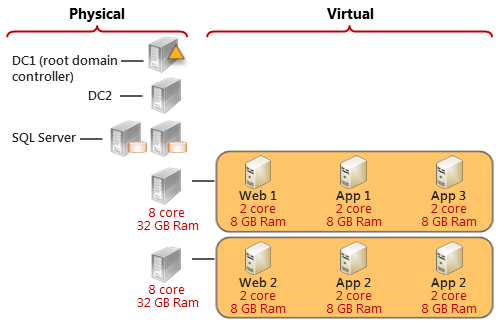 Physical
Virtual
DC1 (root domain
controller)
DC2
SQL Server
8 core
32 GB Ram
Web 1
2 core
8 GB Ram
App 1
2 core
8 GB Ram
App 3
2 core
8 GB Ram
8 core
32 GB Ram
Web 2
2 core
8 GB Ram
App 2
2 core
8 GB Ram
App 2
2 core
8 GB Ram